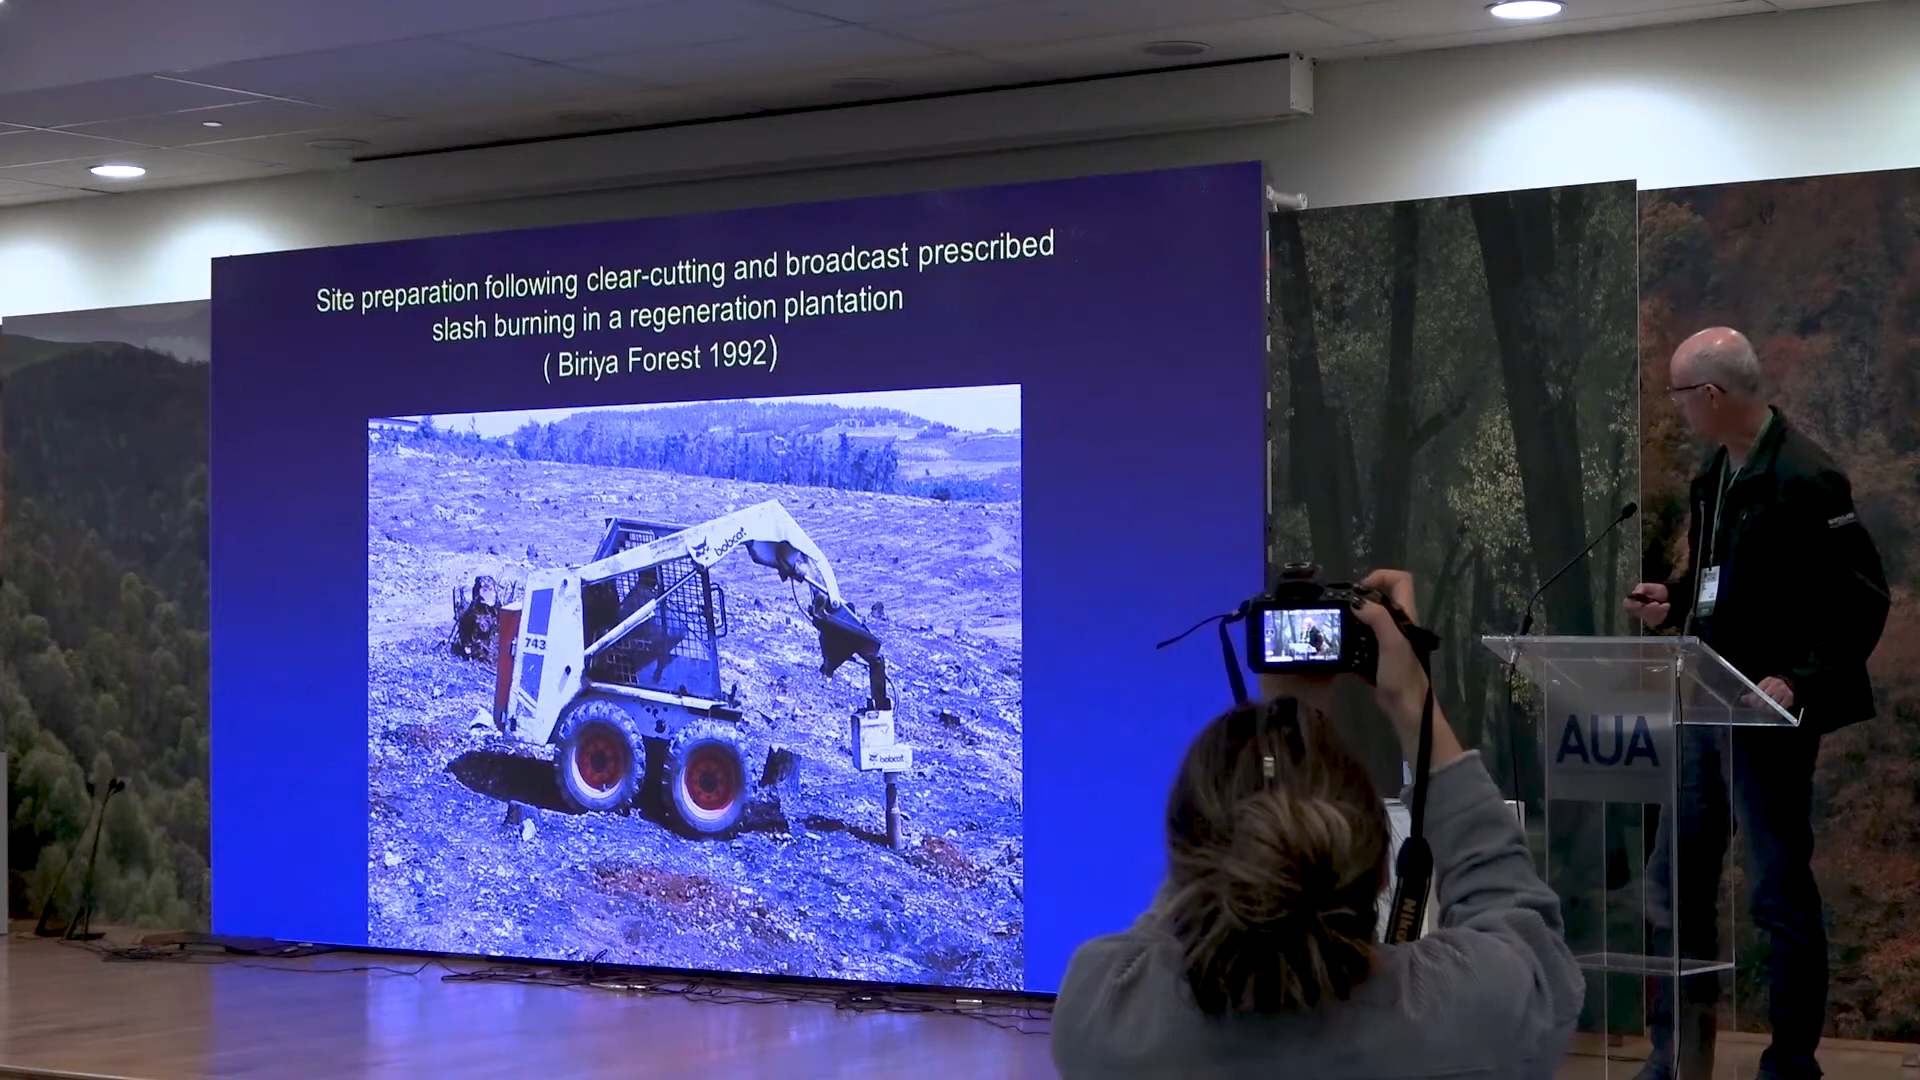 Site preparation following clear-cutting and broadcast prescribed
slash burning in a regeneration plantation
( Biriya Forest 1992)
bobcat
743
bobcat
AUA